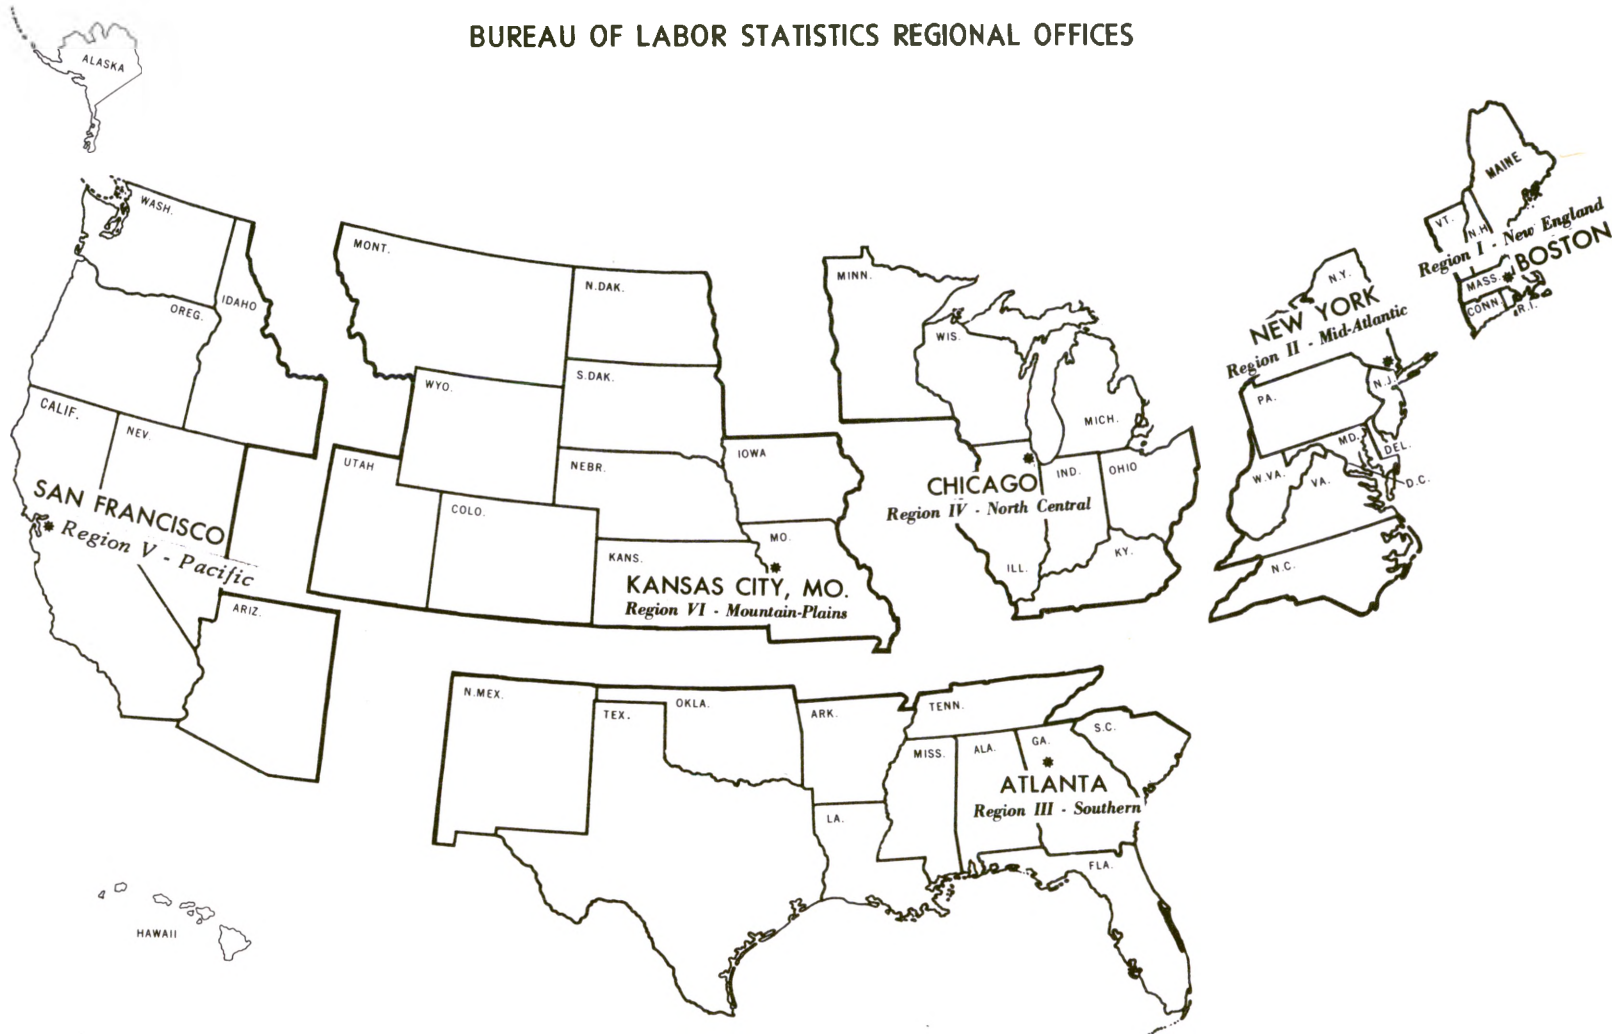 BUREAU OF LABOR STATISTICS REGIONAL OFFICES
ALASKA
WASH.
OREG.
IDAHO
CALIF.
NEV.
SAN FRANCISCO
Region V - Pacific
ARIZ.
HAWAII
MONT.
N.DAK.
S.DAK.
WYO.
NEBR.
IOWA
UTAH
COLO.
KANS.
MO.
KANSAS CITY, MO.
Region VI - Mountain-Plains
MINN.
WIS.
MICH.
CHICAGO
Region IV - North Central
IND.
OHIO
ILL.
KY.
N.MEX.
TEX.
OKLA.
ARK.
LA.
TENN.
MISS.
ALA.
GA.
S.C.
ATLANTA
Region III - Southern
FLA.
N.Y.
NEW YORK
Region II - Mid-Atlantic
PA.
N.J.
MD.
DEL.
W.VA.
VA.
D.C.
N.C.
MAINE
VT.
N.H.
Region I - New England
BOSTON
MASS.
CONN.
R.I.